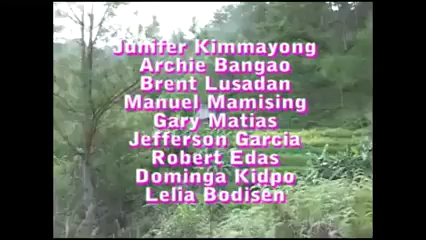 Junifer Kimmayong
Archie Bangao
Brent Lusadan
Manuel Mamising
Gary Matias
Jefferson Garcia
Robert Edas
Dominga Kidpo
Lelia Bodisen